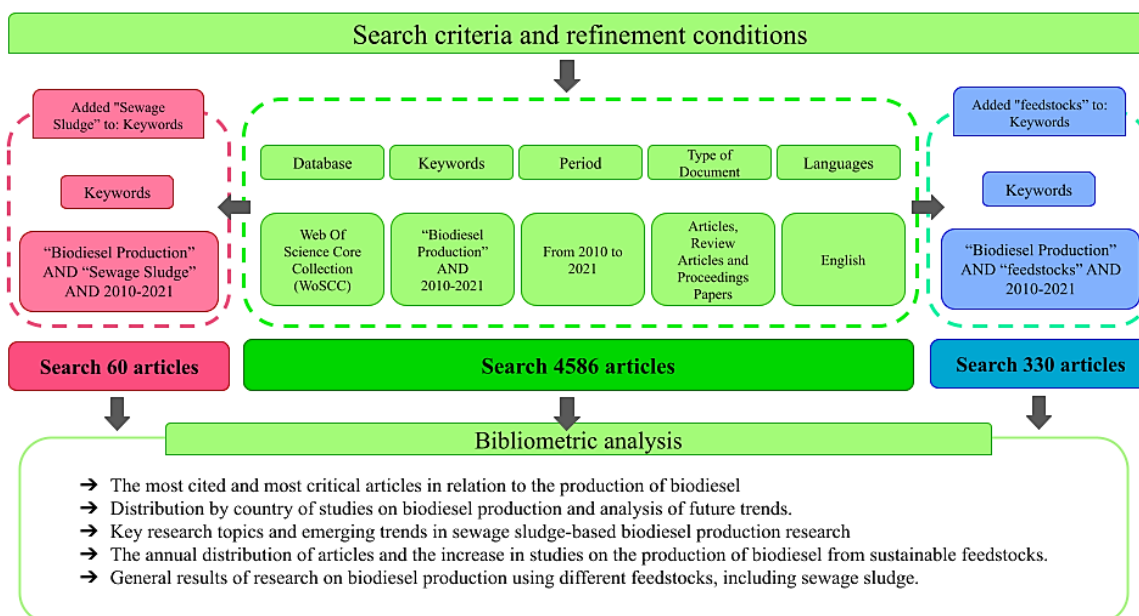 Search criteria and refinement conditions
Added "Sewage
Sludge” to: Keywords
Keywords
“Biodiesel Production”
AND “Sewage Sludge”
AND 2010-2021
Search 60 articles
Database
Keywords
Period
Type of
Document
Languages
Web Of
Science Core
Collection
(WoSCC)
“Biodiesel
Production” AND
2010-2021
From 2010 to
2021
Articles,
Review
Articles and
Proceedings
Papers
English
Search 4586 articles
Added "feedstocks" to:
Keywords
Keywords
“Biodiesel Production”
AND “feedstocks” AND
2010-2021
Search 330 articles
Bibliometric analysis
➔ The most cited and most critical articles in relation to the production of biodiesel
➔ Distribution by country of studies on biodiesel production and analysis of future trends.
➔ Key research topics and emerging trends in sewage sludge-based biodiesel production research
➔ The annual distribution of articles and the increase in studies on the production of biodiesel from sustainable feedstocks.
➔ General results of research on biodiesel production using different feedstocks, including sewage sludge.